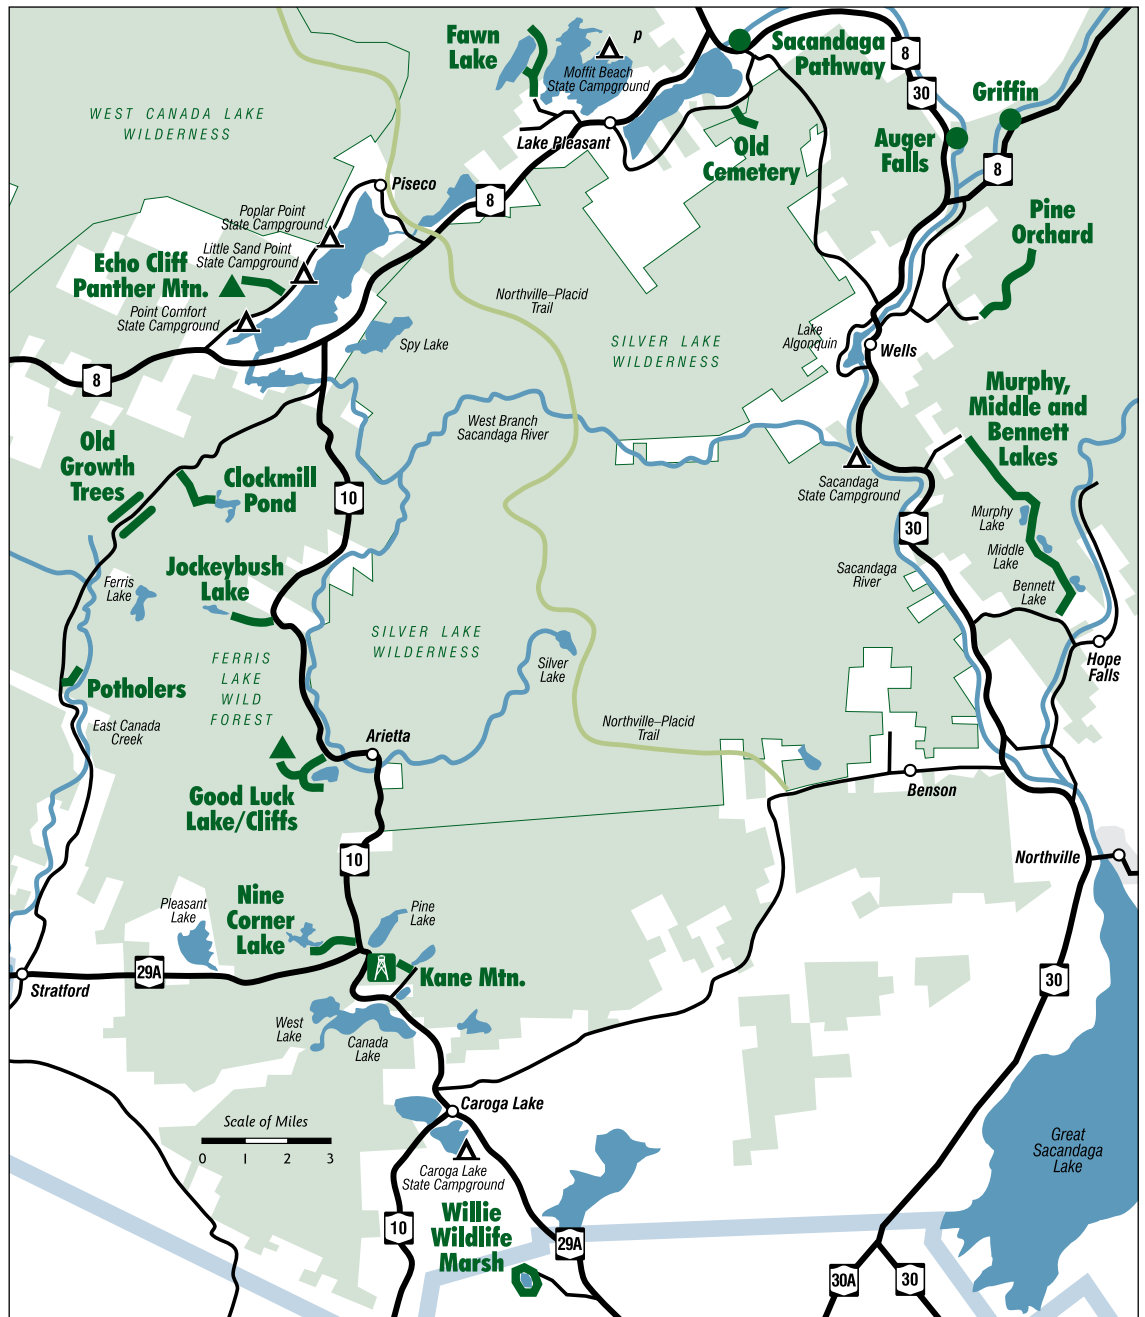 Fawn
Lake
p
Moffit Beach
State Campground
Sacandaga
Pathway
8
30
Griffin
WEST CANADA LAKE
WILDERNESS
Lake Pleasant
Old
Cemetery
Auger
Falls
8
Piseco
8
Poplar Point
State Campground
Pine
Orchard
Little Sand Point
State Campground
Echo Cliff
Panther Mtn.
Point Comfort
State Campground
Northville–Placid
Trail
SILVER LAKE
WILDERNESS
Lake
Algonquin
Wells
Spy Lake
8
Murphy,
Middle and
Bennett
Lakes
West Branch
Sacandaga River
Old
Growth
Trees
Clockmill
Pond
10
Sacandaga
State Campground
30
Murphy
Lake
Middle
Lake
Bennett
Lake
Sacandaga
River
Jockeybush
Lake
Ferris
Lake
SILVER LAKE
WILDERNESS
FERRIS
LAKE
WILD
FOREST
Silver
Lake
Hope
Falls
Potholers
East Canada
Creek
Northville–Placid
Trail
Arietta
Benson
Good Luck
Lake/Cliffs
10
Northville
Nine
Corner
Lake
Pleasant
Lake
Pine
Lake
29A
Kane Mtn.
30
Stratford
West
Lake
Canada
Lake
Caroga Lake
Scale of Miles
0 1 2 3
Great
Sacandaga
Lake
Caroga Lake
State Campground
10
Willie
Wildlife
Marsh
29A
30A
30